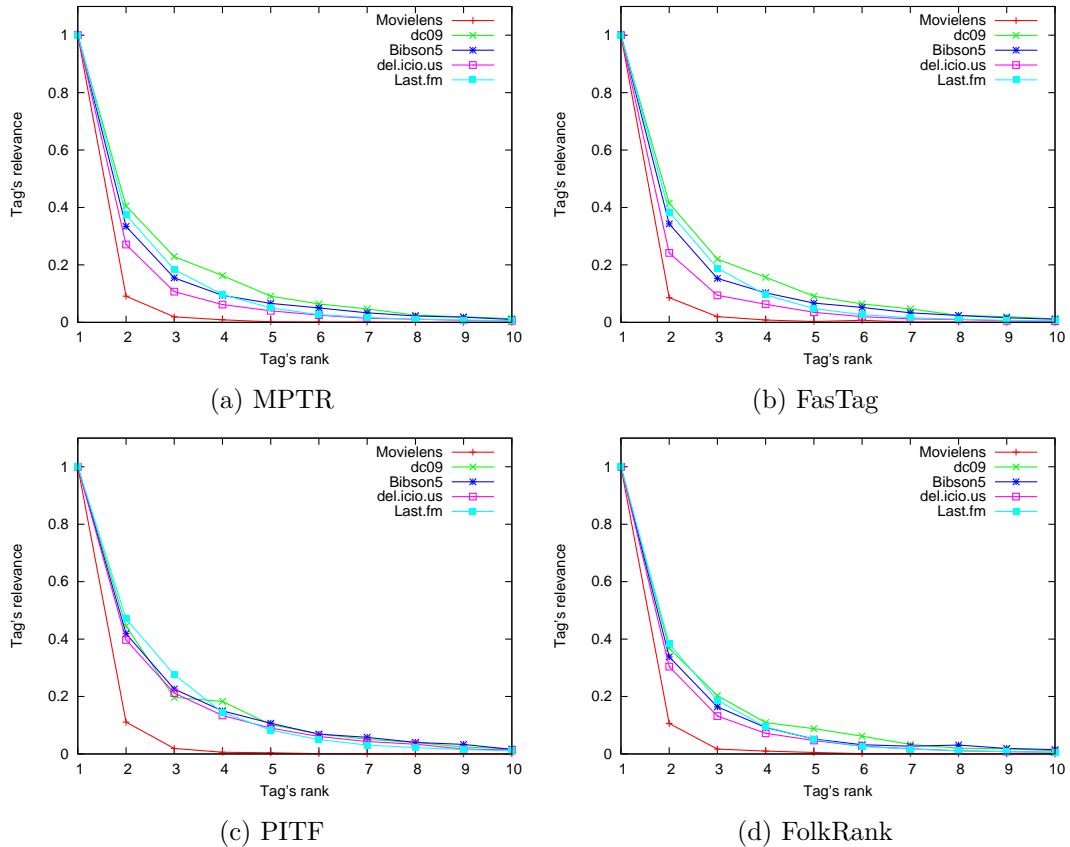 Movielens
dc09
Bibson5
del.icio.us
Last.fm
1
0.8
0.6
0.4
0.2
0
Tag's relevance
1 2 3 4 5 6 7 8 9 10
Tag's rank
(a) MPTR
Movielens
dc09
Bibson5
del.icio.us
Last.fm
1
0.8
0.6
0.4
0.2
0
Tag's relevance
1 2 3 4 5 6 7 8 9 10
Tag's rank
(b) FasTag
Movielens
dc09
Bibson5
del.icio.us
Last.fm
1
0.8
0.6
0.4
0.2
0
Tag's relevance
1 2 3 4 5 6 7 8 9 10
Tag's rank
(c) PITF
Movielens
dc09
Bibson5
del.icio.us
Last.fm
1
0.8
0.6
0.4
0.2
0
Tag's relevance
1 2 3 4 5 6 7 8 9 10
Tag's rank
(d) FolkRank